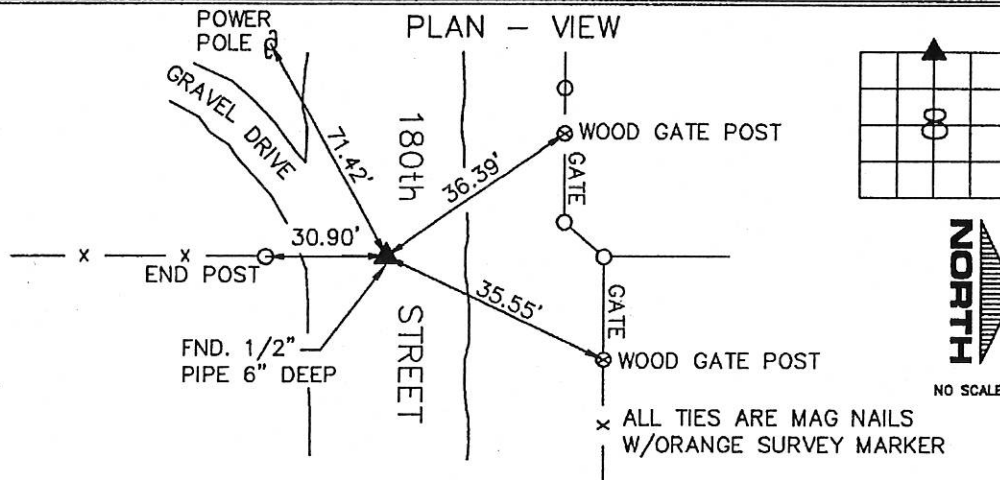 PLAN – VIEW
POWER
POLE
GRAVEL DRIVE
71.42'
180th
STREET
36.39'
WOOD GATE POST
GATE
30.90'
END POST
35.55'
GATE
WOOD GATE POST
FND. 1/2"
PIPE 6" DEEP
x ALL TIES ARE MAG NAILS
W/ORANGE SURVEY MARKER
8
NORTH
NO SCALE